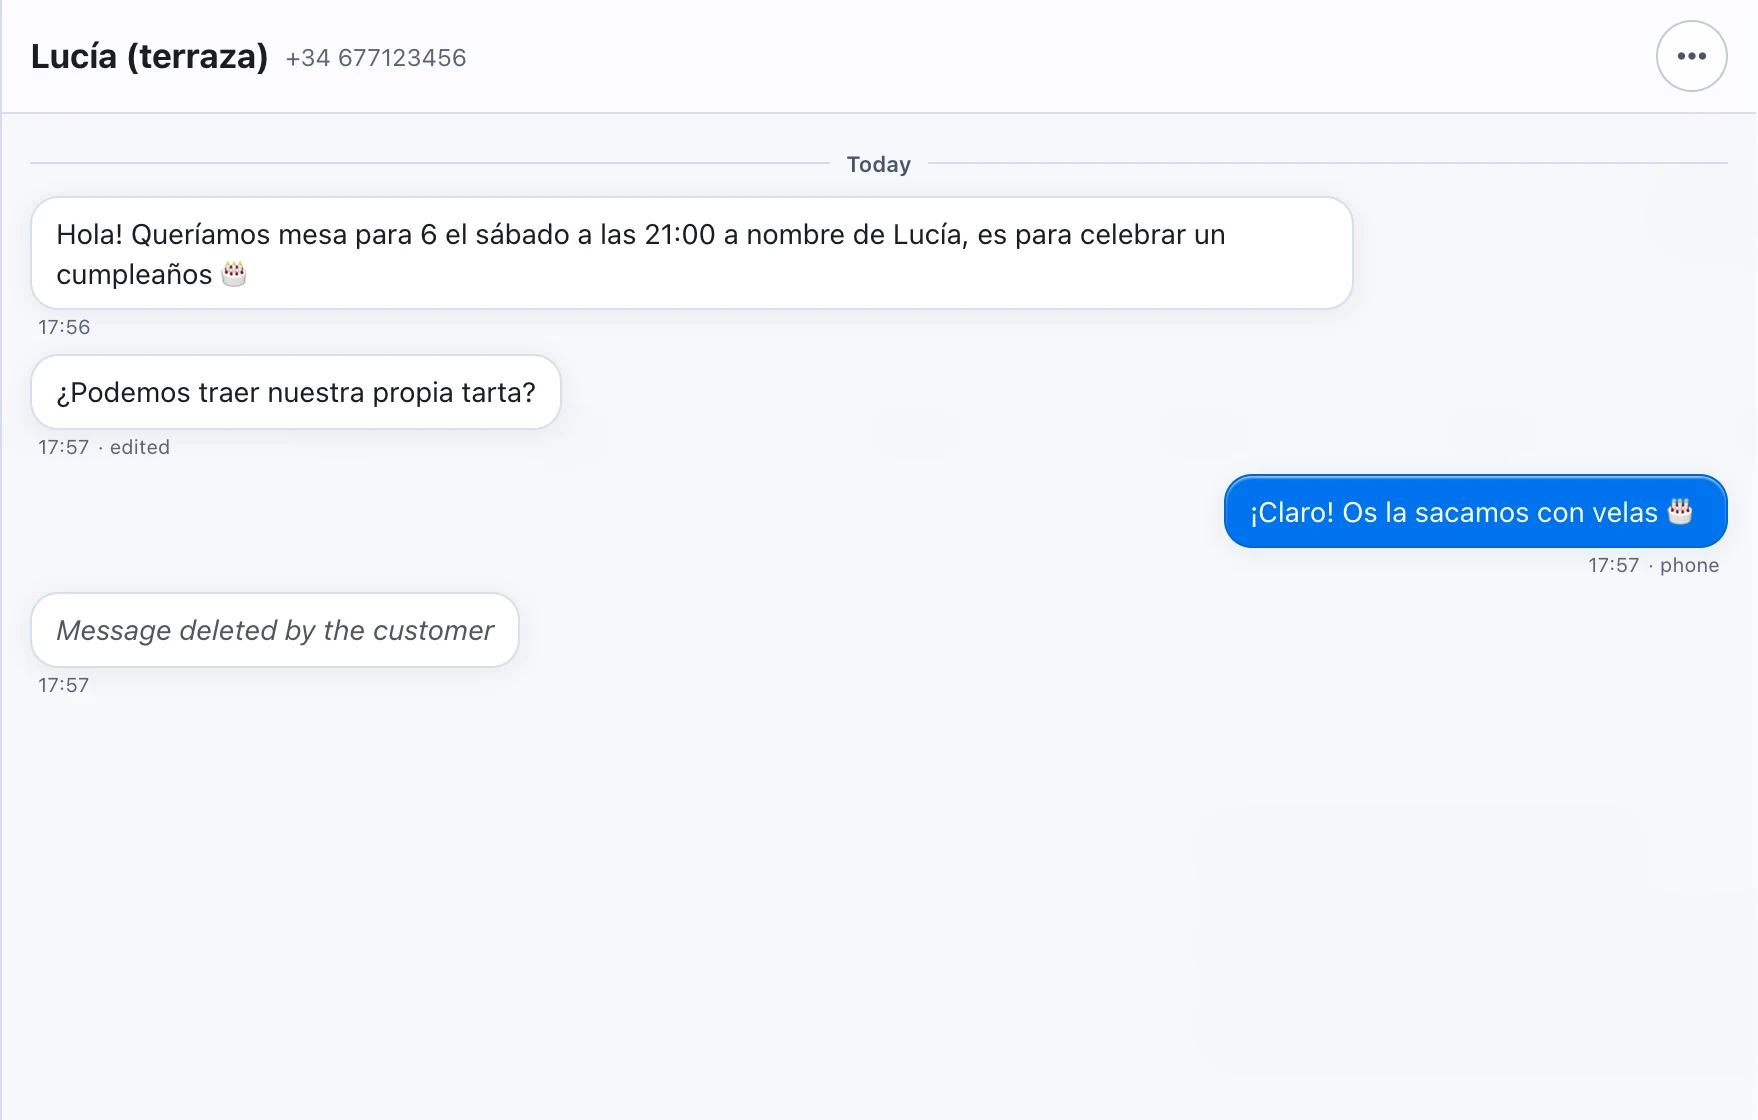 Lucía (terraza) +34 677123456
Today
Hola! Queríamos mesa para 6 el sábado a las 21:00 a nombre de Lucía, es para celebrar un
cumpleaños 🎂
17:56
¿Podemos traer nuestra propia tarta?
17:57 · edited
¡Claro! Os la sacamos con velas 🎂
17:57 · phone
Message deleted by the customer
17:57